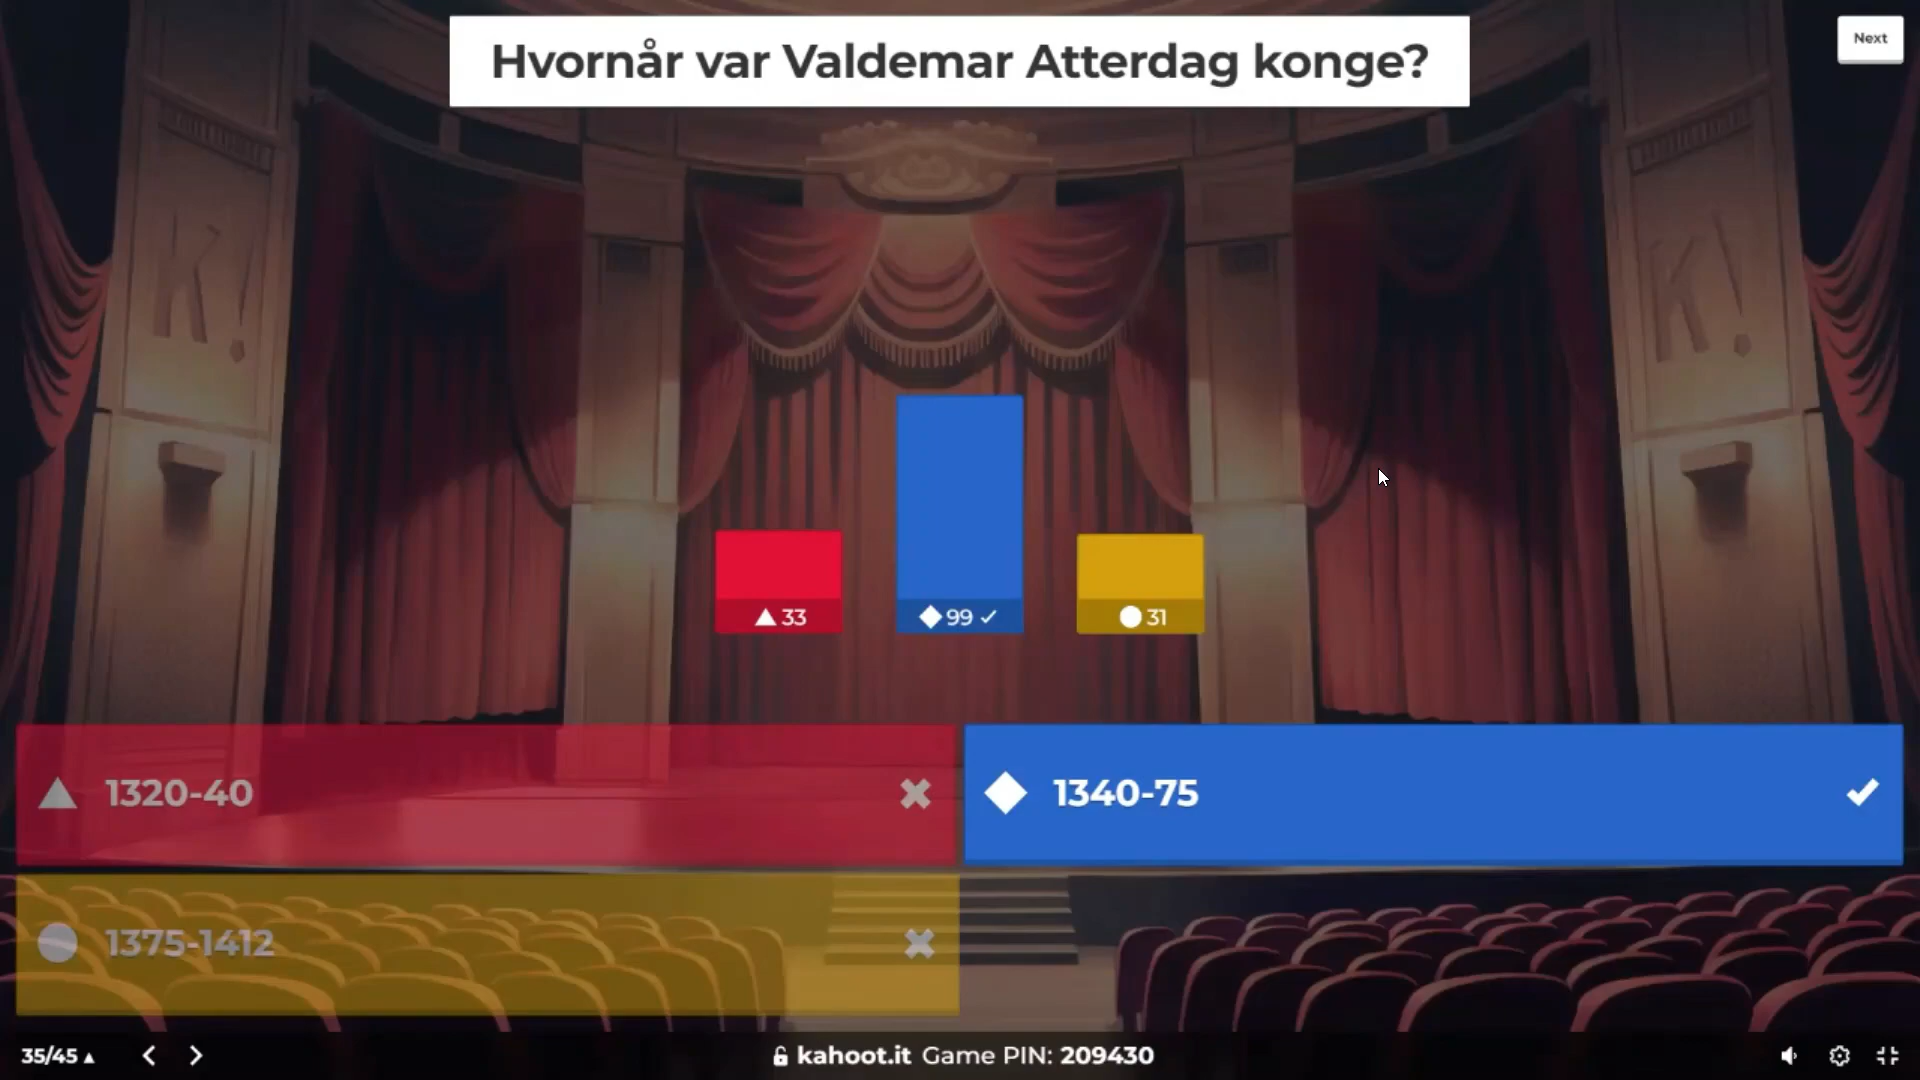 Hvornår var Valdemar Atterdag konge?
Next
K!
K!
33
99
31
1320-40
1340-75
1375-1412
35/45
kahoot.it Game PIN: 209430